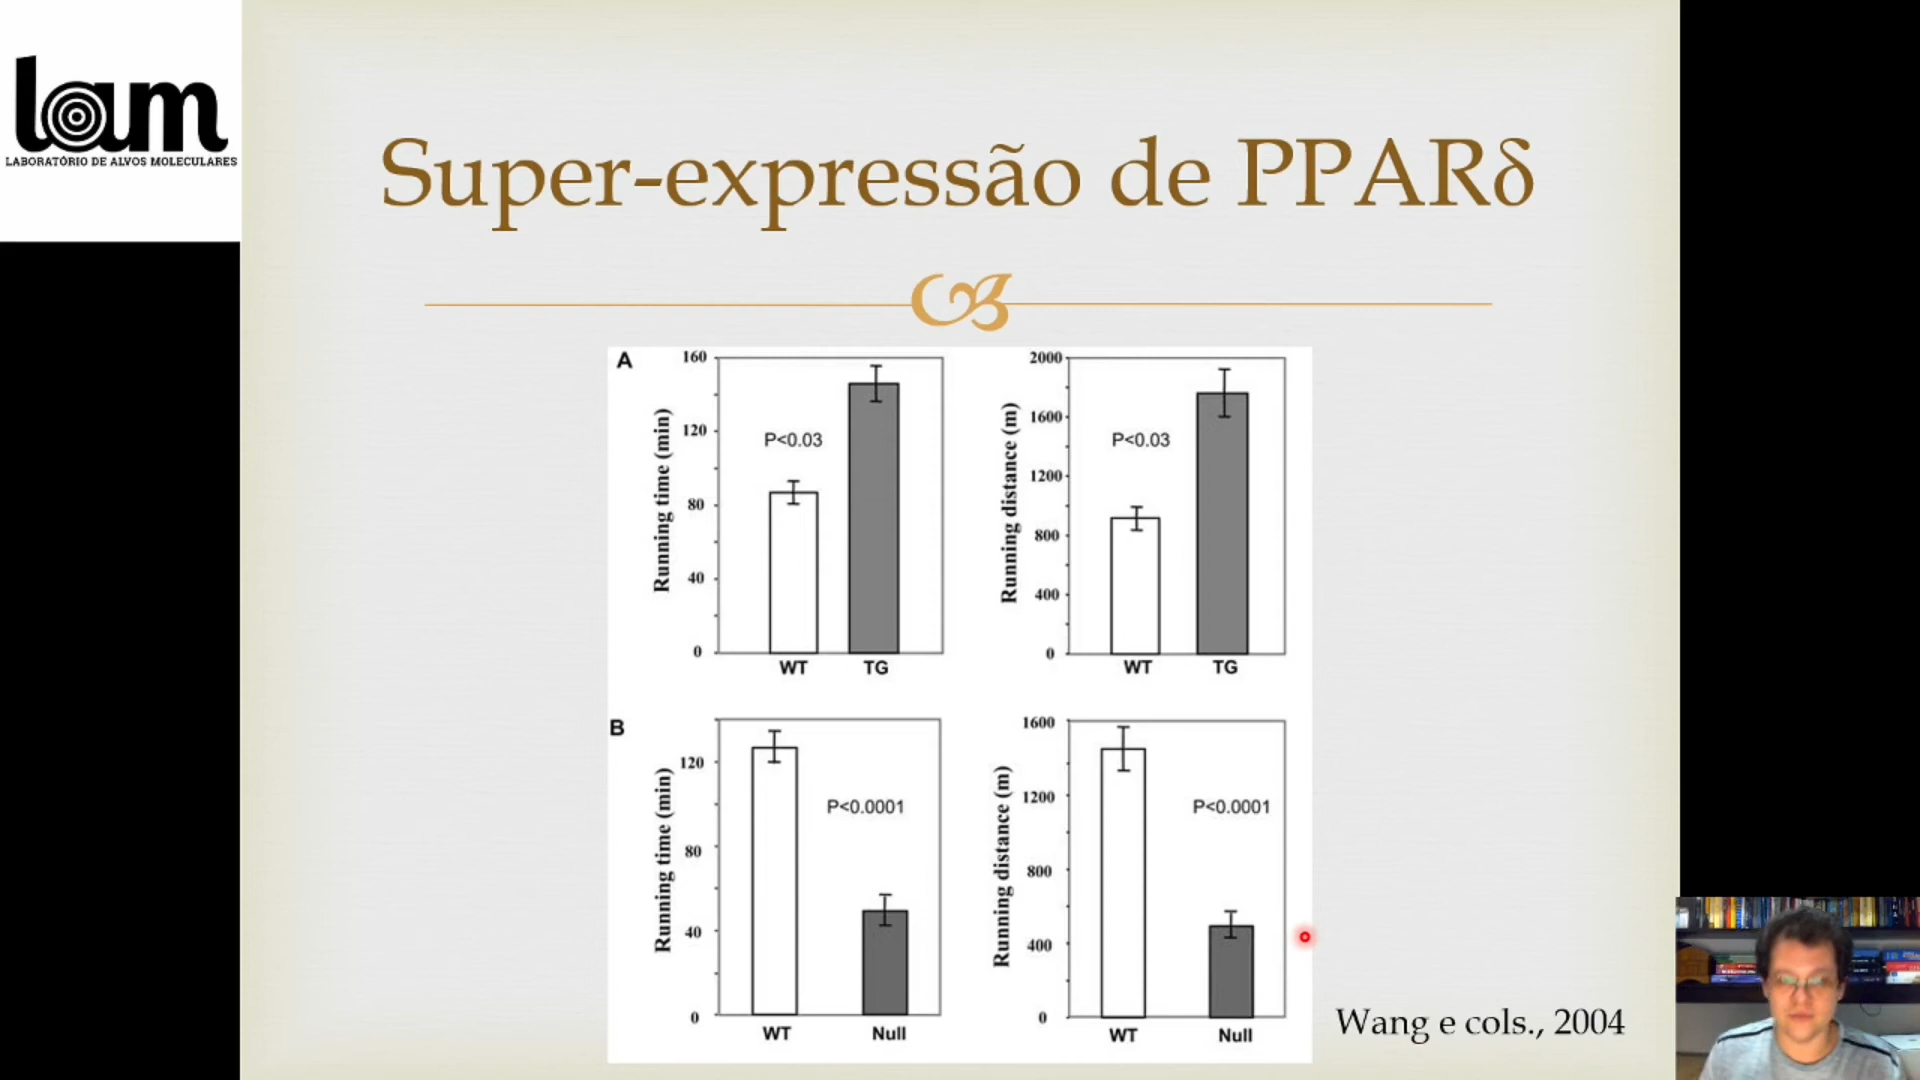 lam
LABORATÓRIO DE ALVOS MOLECULARES
Super-expressão de PPARδ
A
Running time (min)
160
120
80
40
0
P<0.03
WT TG
Running distance (m)
2000
1600
1200
800
400
0
P<0.03
WT TG
B
Running time (min)
120
80
40
0
P<0.0001
WT Null
Running distance (m)
1600
1200
800
400
0
P<0.0001
WT Null
Wang e cols., 2004